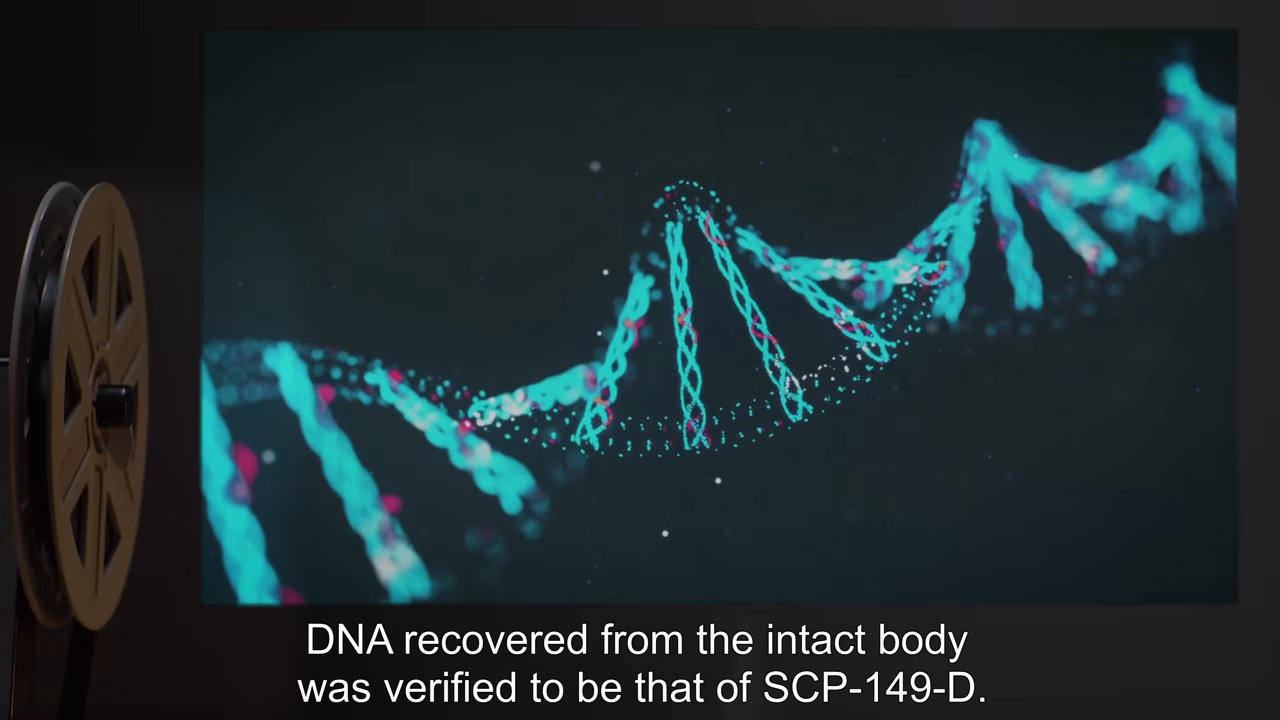 DNA recovered from the intact body
was verified to be that of SCP-149-D.